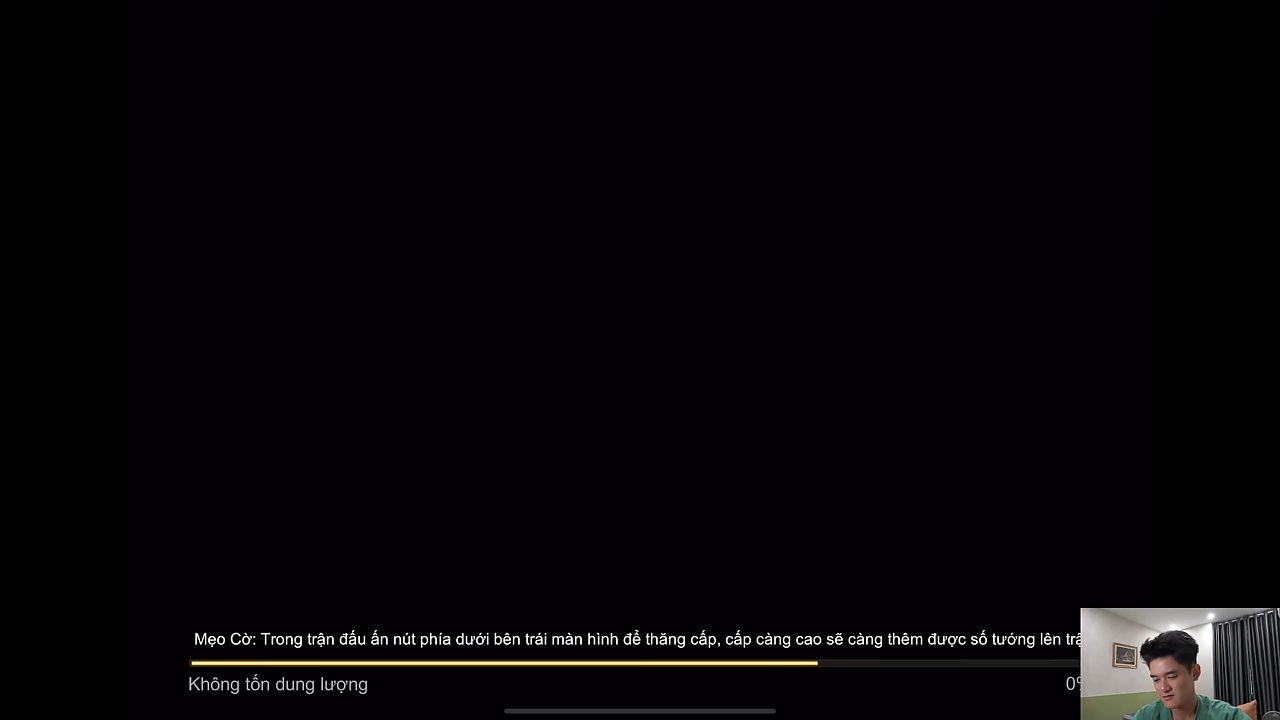 Mẹo Cờ: Trong trận đấu ấn nút phía dưới bên trái màn hình để thăng cấp, cấp càng cao sẽ càng thêm được số tướng lên
Không tốn dung lượng